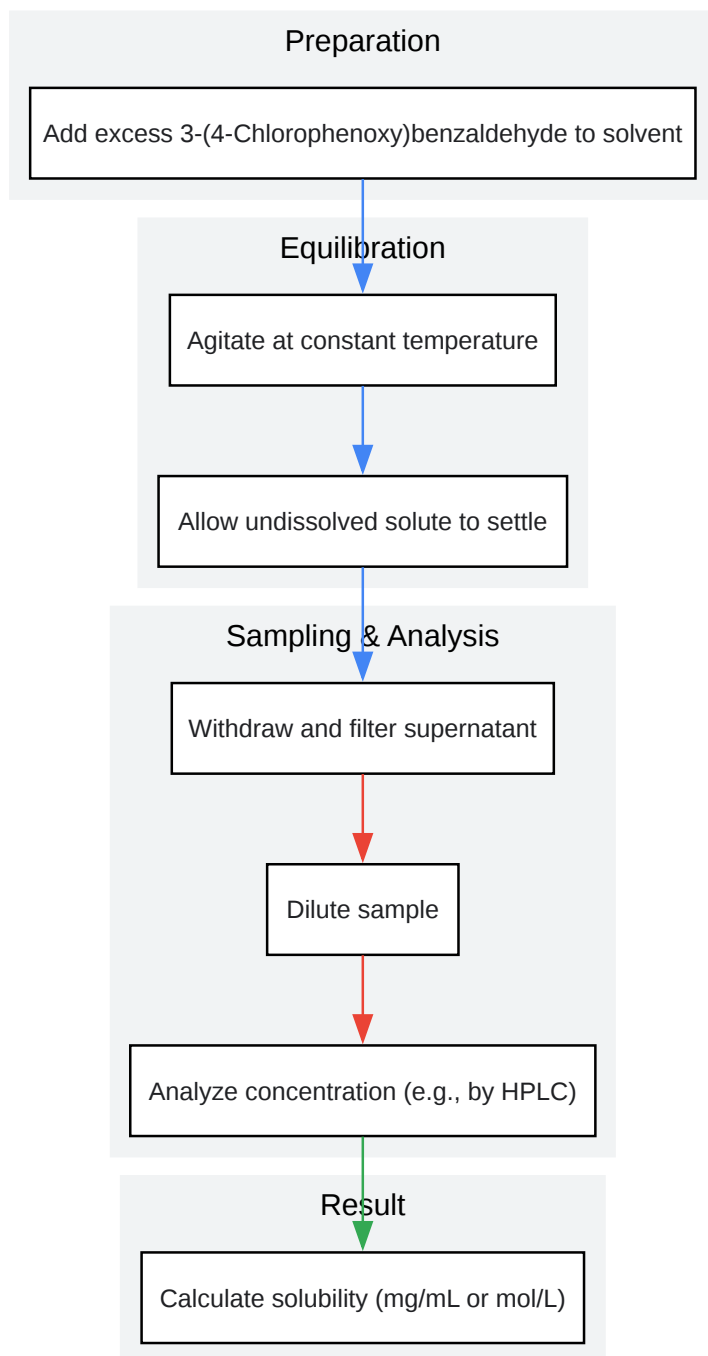 Preparation
Add excess 3-(4-Chlorophenoxy)benzaldehyde to solvent
Equilibration
Agitate at constant temperature
Allow undissolved solute to settle
Sampling & Analysis
Withdraw and filter supernatant
Dilute sample
Analyze concentration (e.g., by HPLC)
Result
Calculate solubility (mg/mL or mol/L)